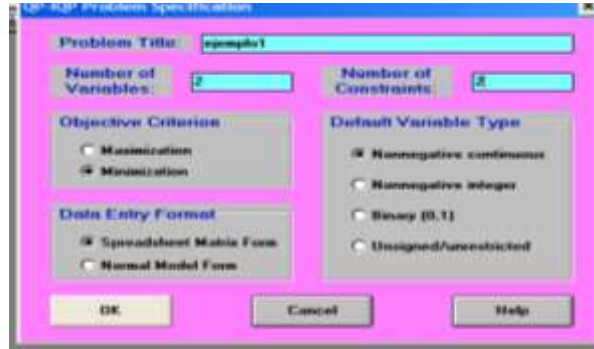 QP-IQP Problem Specification
Problem Title: ejemplo1
Number of Variables: 2
Number of Constraints: 2
Objective Criterion
Maximization
Minimization
Default Variable Type
Nonnegative continuous
Nonnegative integer
Binary (0,1)
Unsigned/unrestricted
Data Entry Format
Spreadsheet Matrix Form
Normal Model Form
OK
Cancel
Help